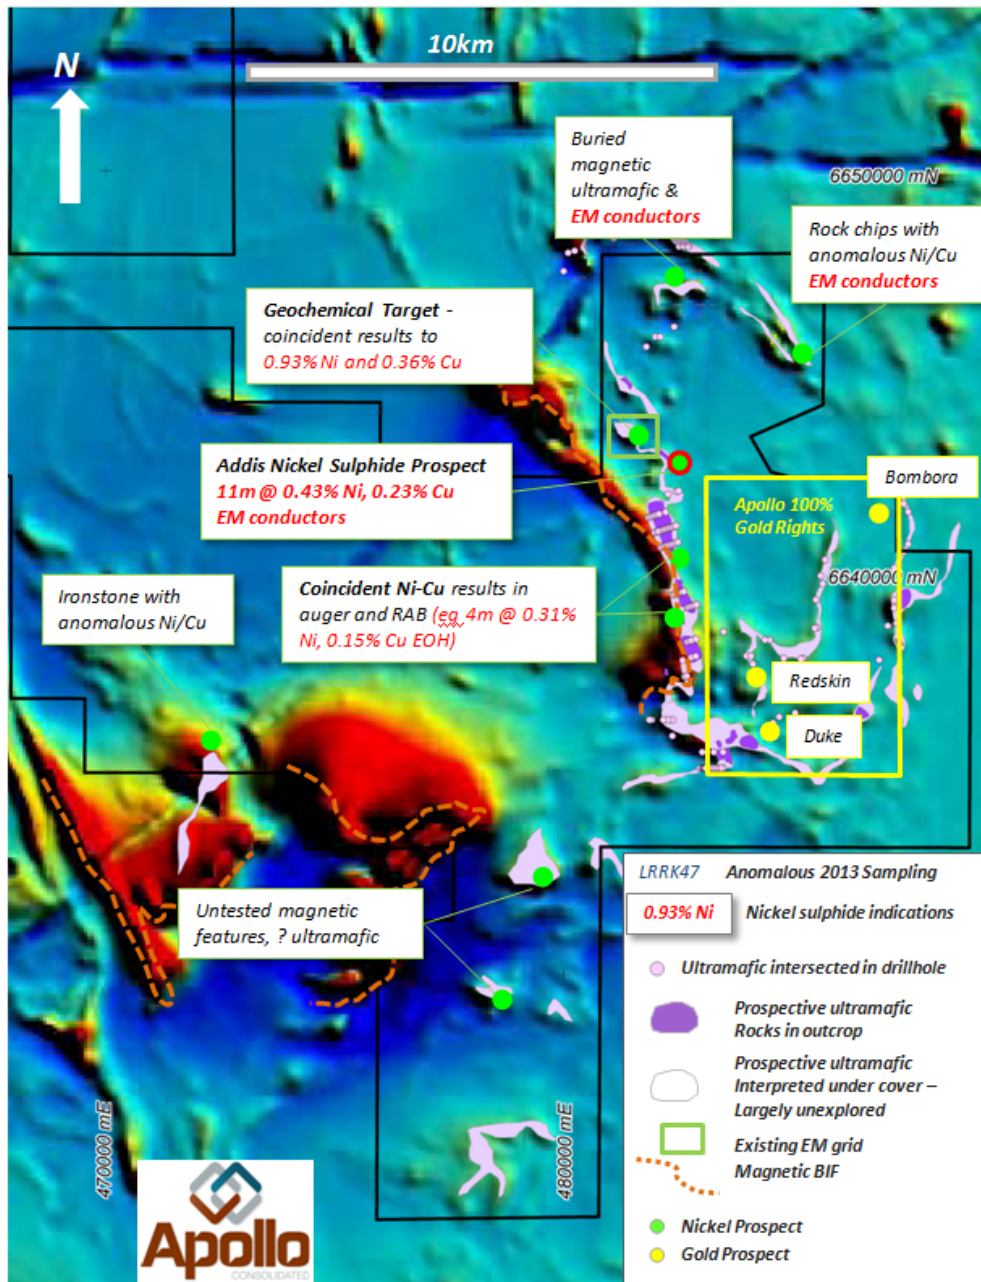 10km
N
Buried
magnetic
ultramafic &
EM conductors
6650000 mN
Rock chips with
anomalous Ni/Cu
EM conductors
Geochemical Target -
coincident results to
0.93% Ni and 0.36% Cu
Addis Nickel Sulphide Prospect
11m @ 0.43% Ni, 0.23% Cu
EM conductors
Bombora
Apollo 100%
Gold Rights
6640000 mN
Ironstone with
anomalous Ni/Cu
Coincident Ni-Cu results in
auger and RAB (eg 4m @ 0.31%
Ni, 0.15% Cu EOH)
Redskin
Duke
Untested magnetic
features, ? ultramafic
LRRK47 Anomalous 2013 Sampling
0.93% Ni Nickel sulphide indications
Ultramafic intersected in drillhole
Prospective ultramafic
Rocks in outcrop
Prospective ultramafic
Interpreted under cover –
Largely unexplored
Existing EM grid
Magnetic BIF
Nickel Prospect
Gold Prospect
470000 mE
480000 mE
Apollo
CONSOLIDATED